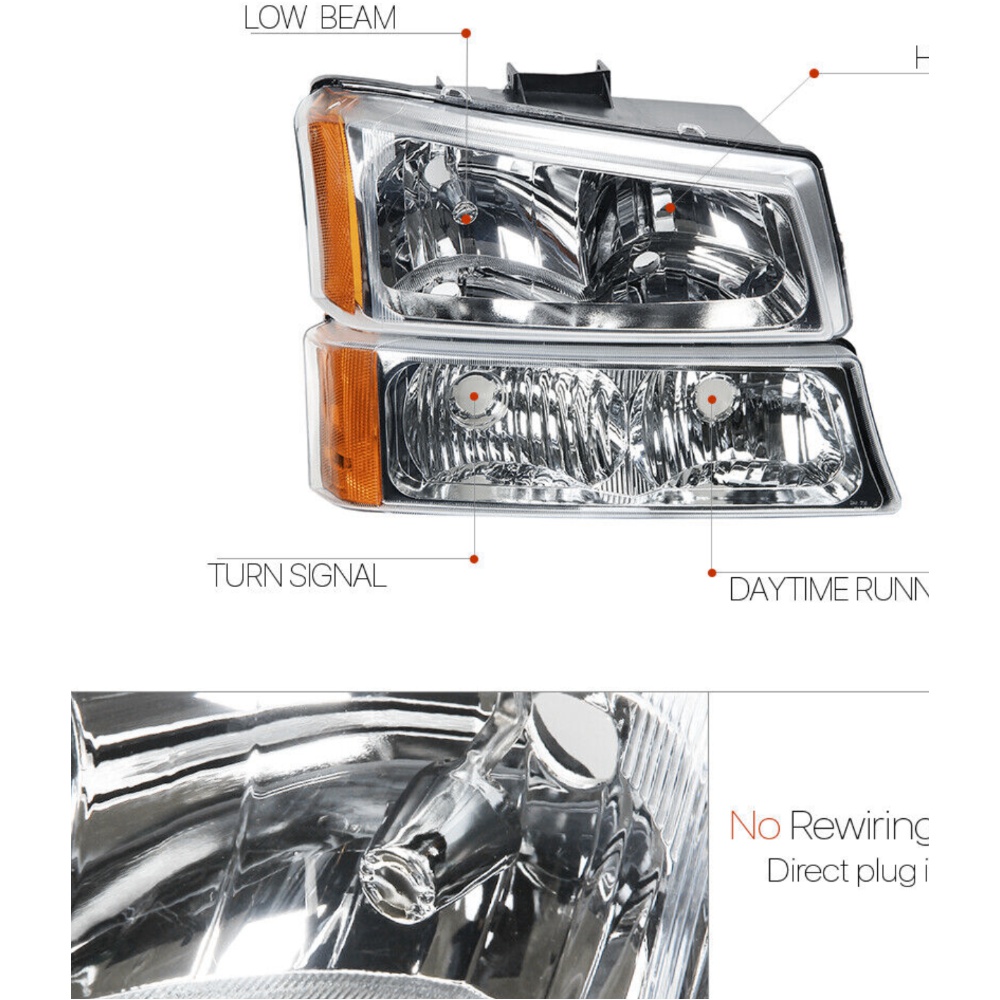 LOW BEAM
H
TURN SIGNAL
DAYTIME RUNN
No Rewiring
Direct plug i